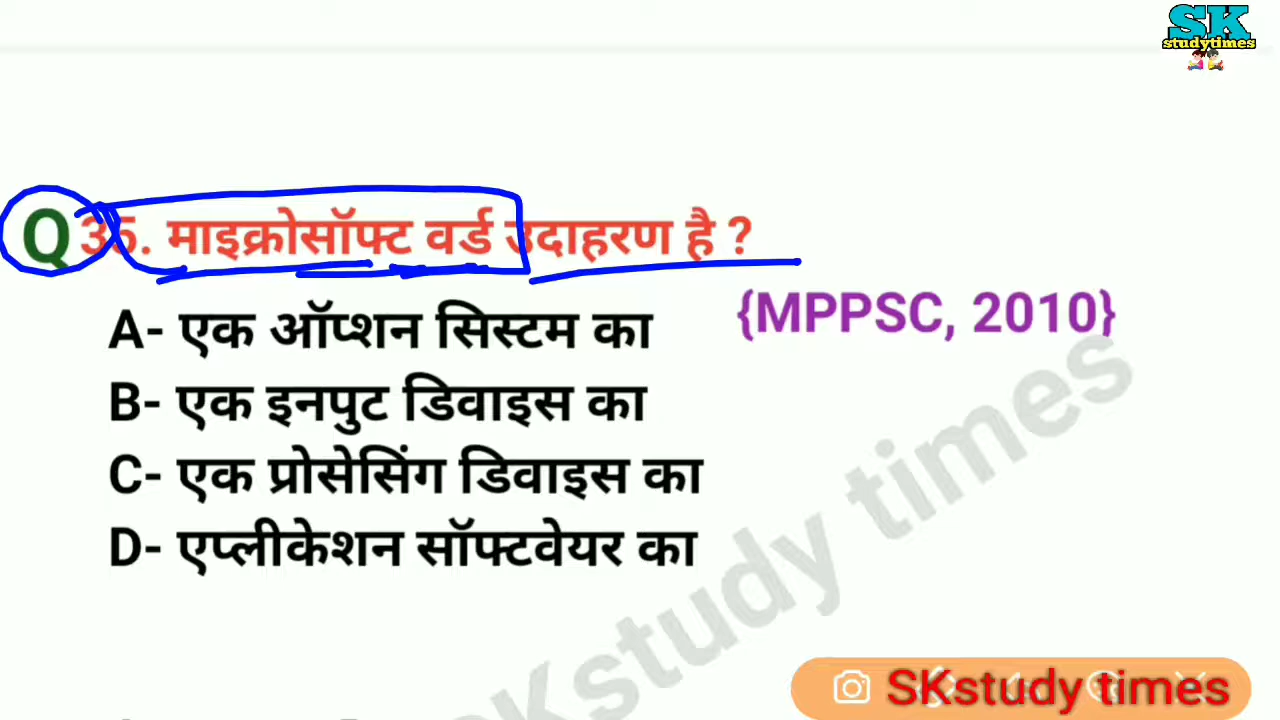 SK
studytimes
Q35. माइक्रोसॉफ्ट वर्ड उदाहरण है ?
{MPPSC, 2010}
A- एक ऑप्शन सिस्टम का
B- एक इनपुट डिवाइस का
C- एक प्रोसेसिंग डिवाइस का
D- एप्लीकेशन सॉफ्टवेयर का
SKstudy times
SKstudy times